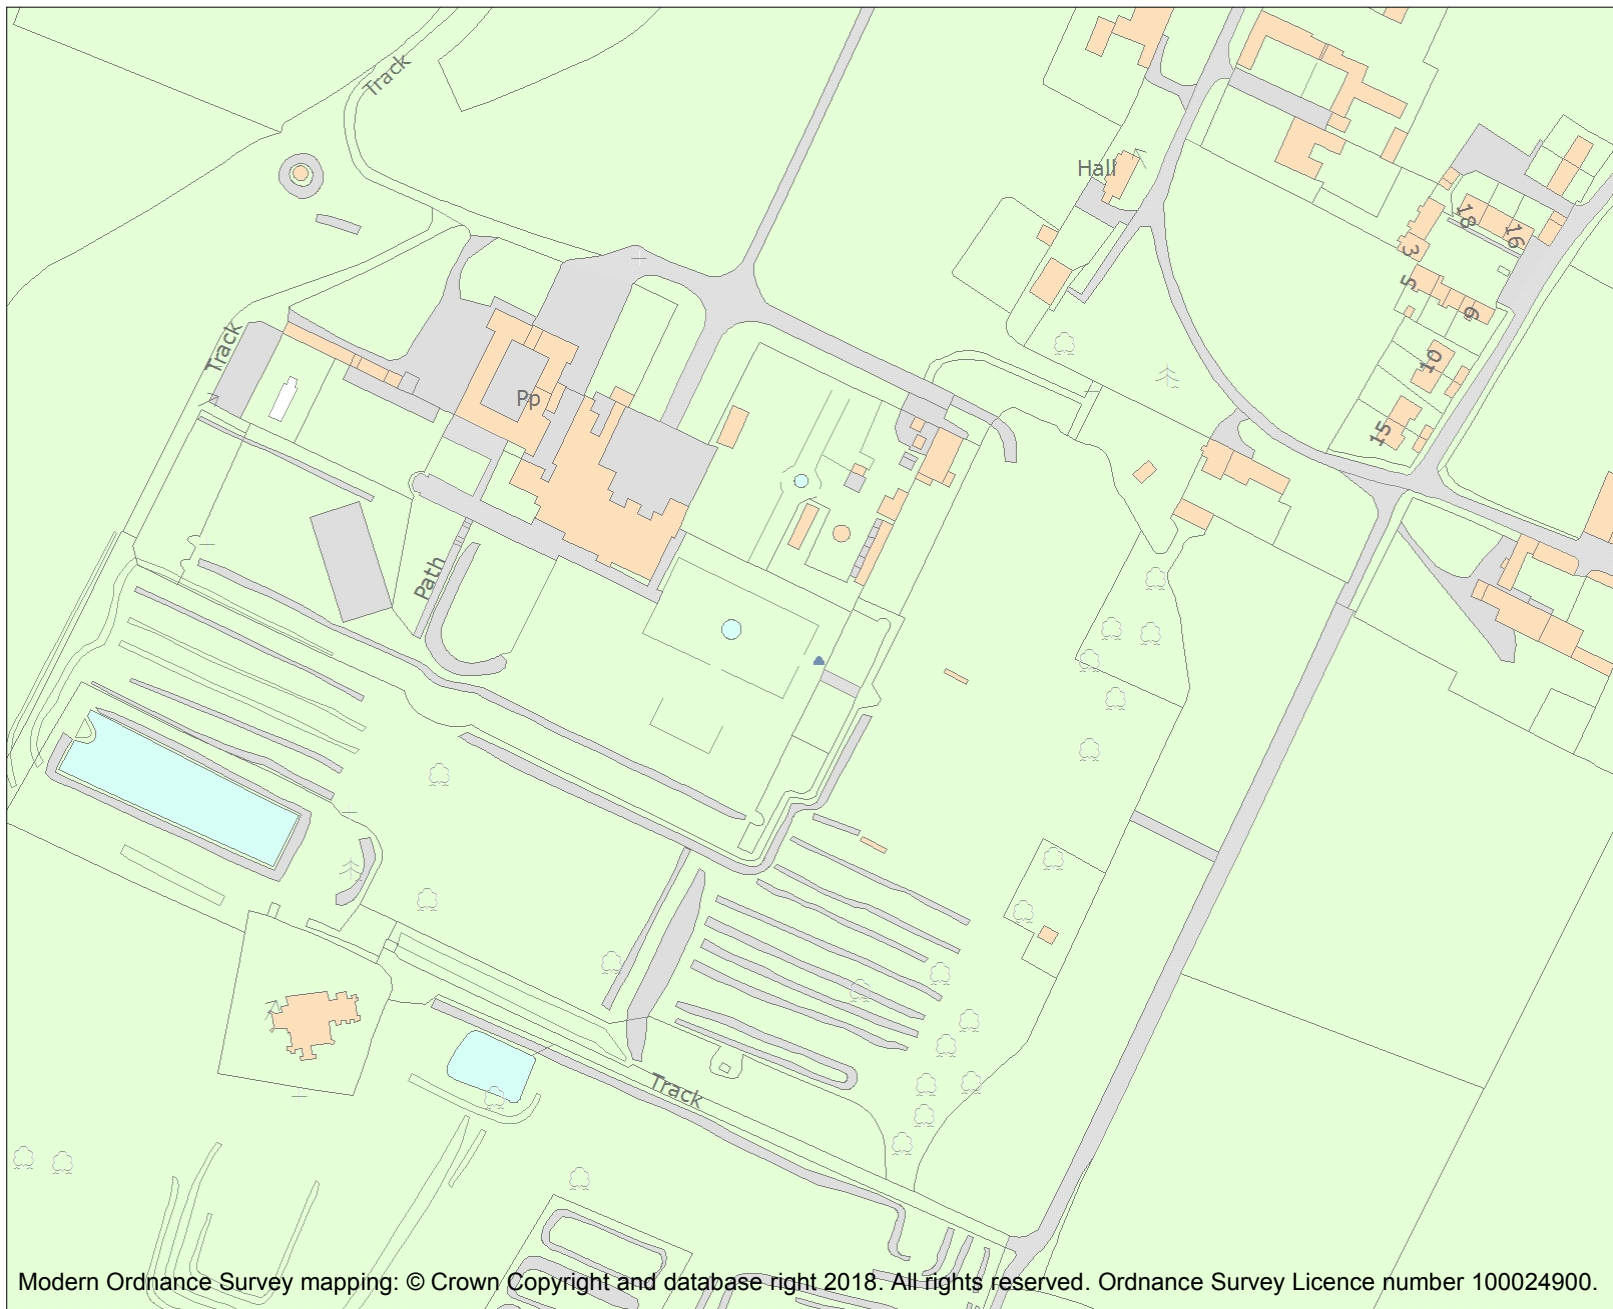 Track
Hall
18
16
3
5
9
Track
10
Pp
15
Path
Track
Modern Ordnance Survey mapping: © Crown Copyright and database right 2018. All rights reserved. Ordnance Survey Licence number 100024900.